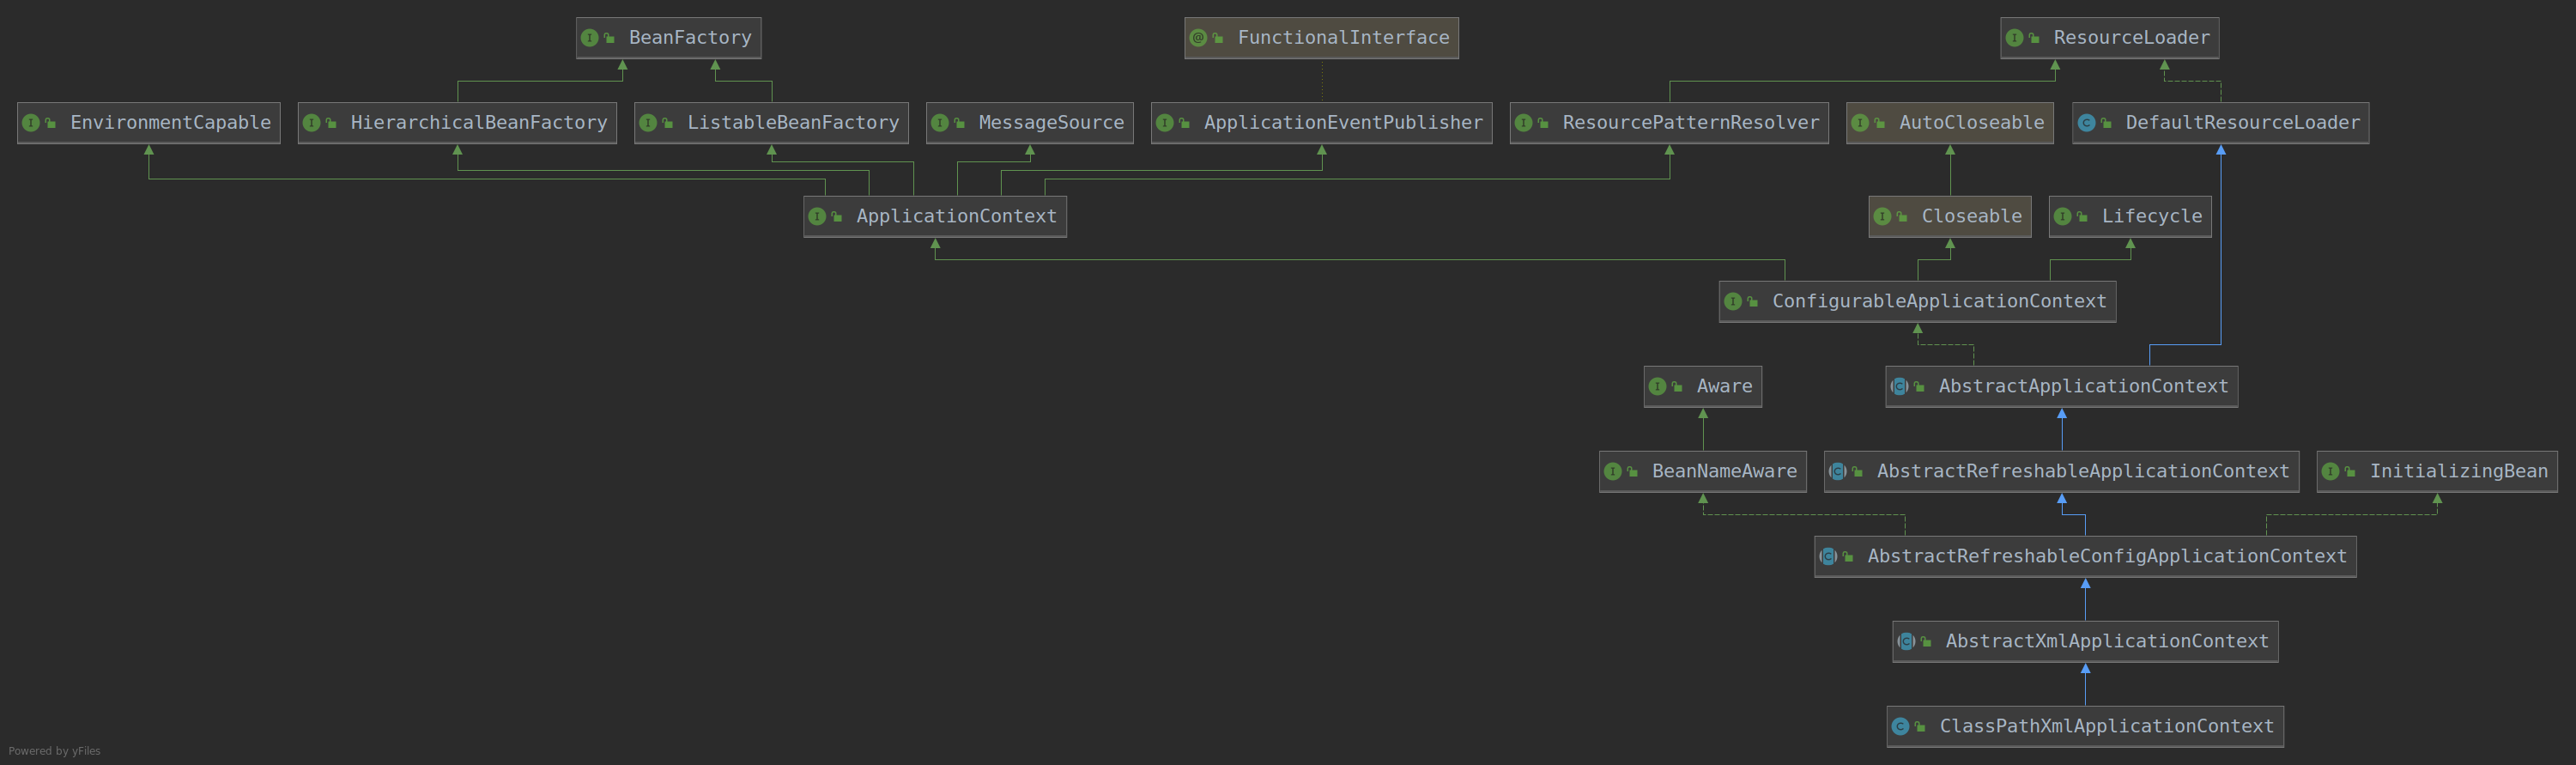 BeanFactory
FunctionalInterface
ResourceLoader
EnvironmentCapable
HierarchicalBeanFactory
ListableBeanFactory
MessageSource
ApplicationEventPublisher
ResourcePatternResolver
AutoCloseable
DefaultResourceLoader
ApplicationContext
Closeable
Lifecycle
ConfigurableApplicationContext
Aware
AbstractApplicationContext
BeanNameAware
AbstractRefreshableApplicationContext
InitializingBean
AbstractRefreshableConfigApplicationContext
AbstractXmlApplicationContext
ClassPathXmlApplicationContext
Powered by yFiles